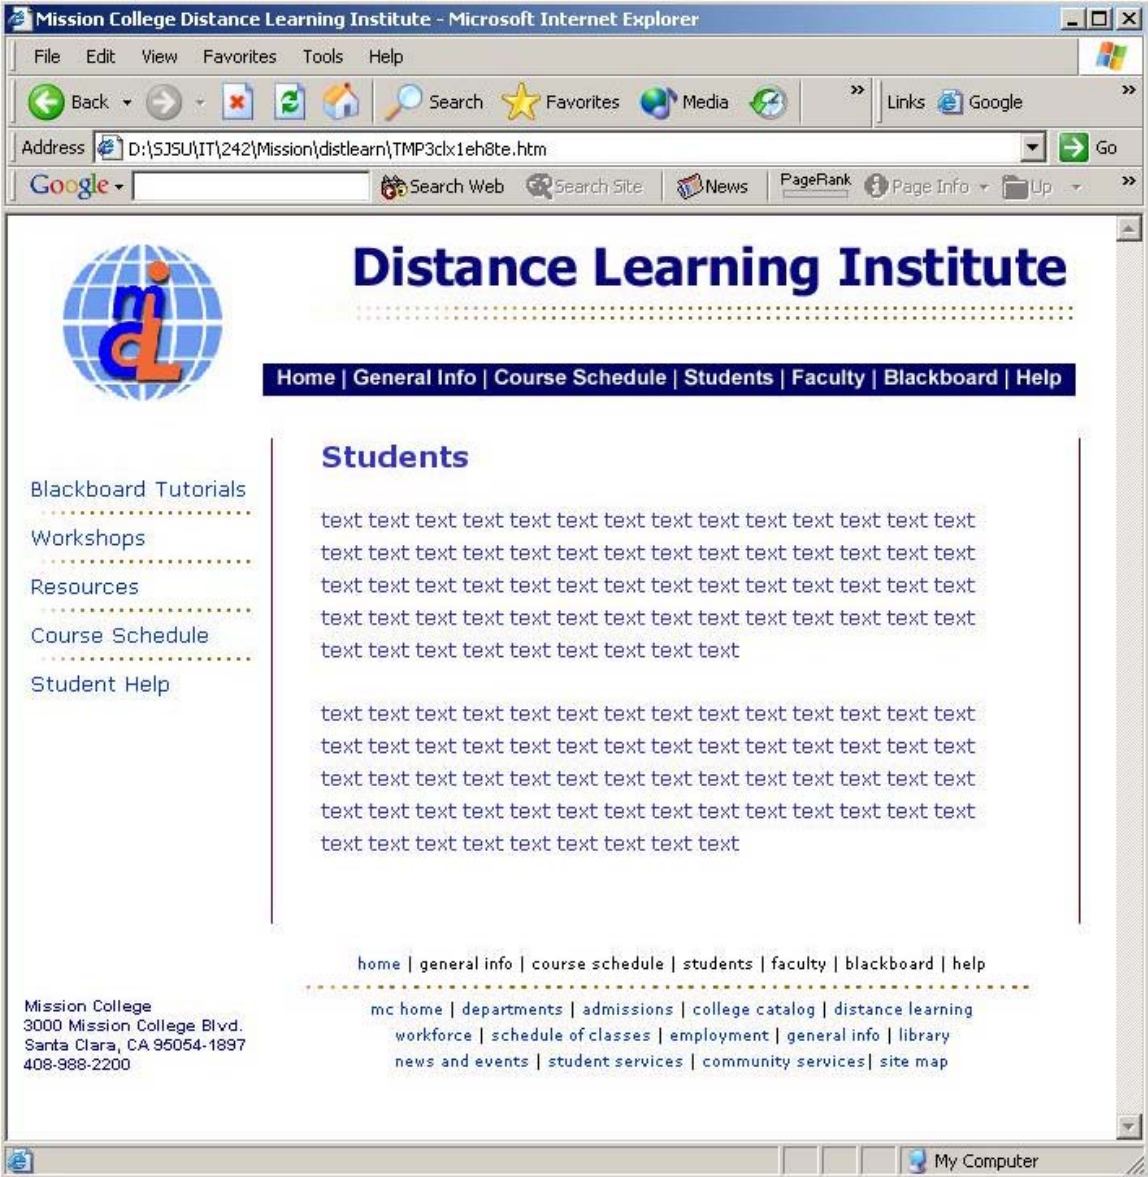 Mission College Distance Learning Institute - Microsoft Internet Explorer
File Edit View Favorites Tools Help
Back Search Favorites Media » Links Google »
Address D:\SJSU\IT\242\Mission\distlearn\TMP3clx1eh8te.htm Go
Google Search Web Search Site News PageRank Page Info Up »
mdL
Distance Learning Institute
Home | General Info | Course Schedule | Students | Faculty | Blackboard | Help
Blackboard Tutorials
Workshops
Resources
Course Schedule
Student Help
Students
text text text text text text text text text text text text text text
text text text text text text text text text text text text text text
text text text text text text text text text text text text text text
text text text text text text text text text text text text text text
text text text text text text text text text
text text text text text text text text text text text text text text
text text text text text text text text text text text text text text
text text text text text text text text text text text text text text
text text text text text text text text text text text text text text
text text text text text text text text text
home | general info | course schedule | students | faculty | blackboard | help
mc home | departments | admissions | college catalog | distance learning
workforce | schedule of classes | employment | general info | library
news and events | student services | community services| site map
Mission College
3000 Mission College Blvd.
Santa Clara, CA 95054-1897
408-988-2200
My Computer